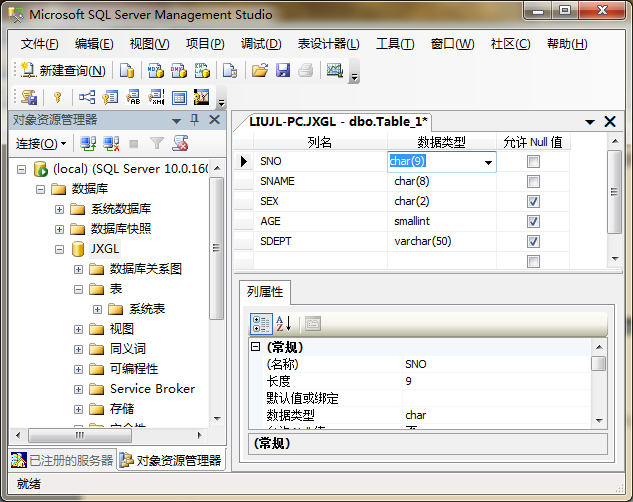 Microsoft SQL Server Management Studio
文件(F) 编辑(E) 视图(V) 项目(P) 调试(D) 表设计器(L) 工具(T) 窗口(W) 社区(C) 帮助(H)
新建查询(N)
对象资源管理器
连接(O)
(local) (SQL Server 10.0.160
数据库
系统数据库
数据库快照
JXGL
数据库关系图
表
系统表
视图
同义词
可编程性
Service Broker
存储
安全性
已注册的服务器 对象资源管理器
LIUJL-PC.JXGL - dbo.Table_1*
列名 数据类型 允许 Null 值
SNO char(9)
SNAME char(8)
SEX char(2)
AGE smallint
SDEPT varchar(50)
列属性
(常规)
(名称) SNO
长度 9
默认值或绑定
数据类型 char
允许 Null 值 否
(常规)
就绪